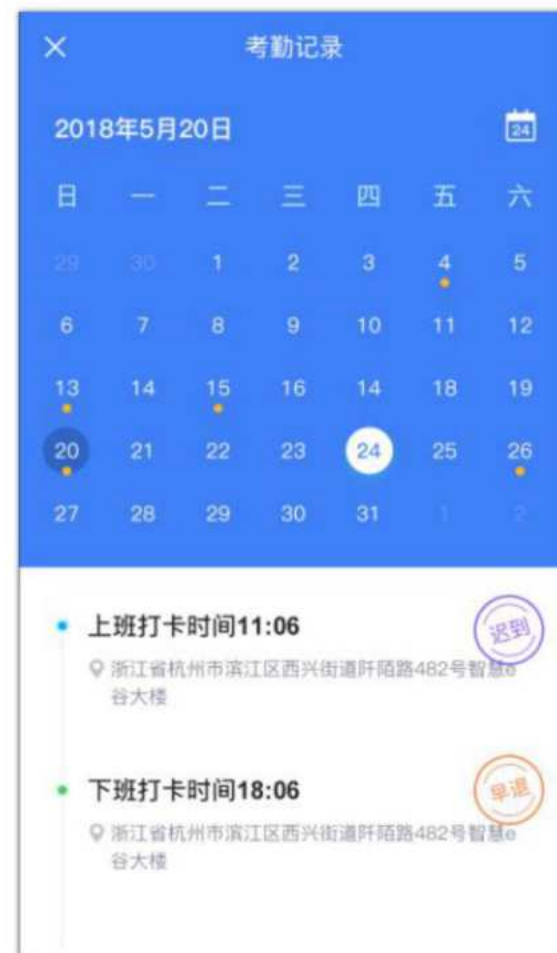 考勤记录
2018年5月20日
24
日 一 二 三 四 五 六
29 30 1 2 3 4 5
6 7 8 9 10 11 12
13 14 15 16 14 18 19
20 21 22 23 24 25 26
27 28 29 30 31 1 2
上班打卡时间11:06
迟到
浙江省杭州市滨江区西兴街道阡陌路482号智慧e
谷大楼
下班打卡时间18:06
早退
浙江省杭州市滨江区西兴街道阡陌路482号智慧e
谷大楼